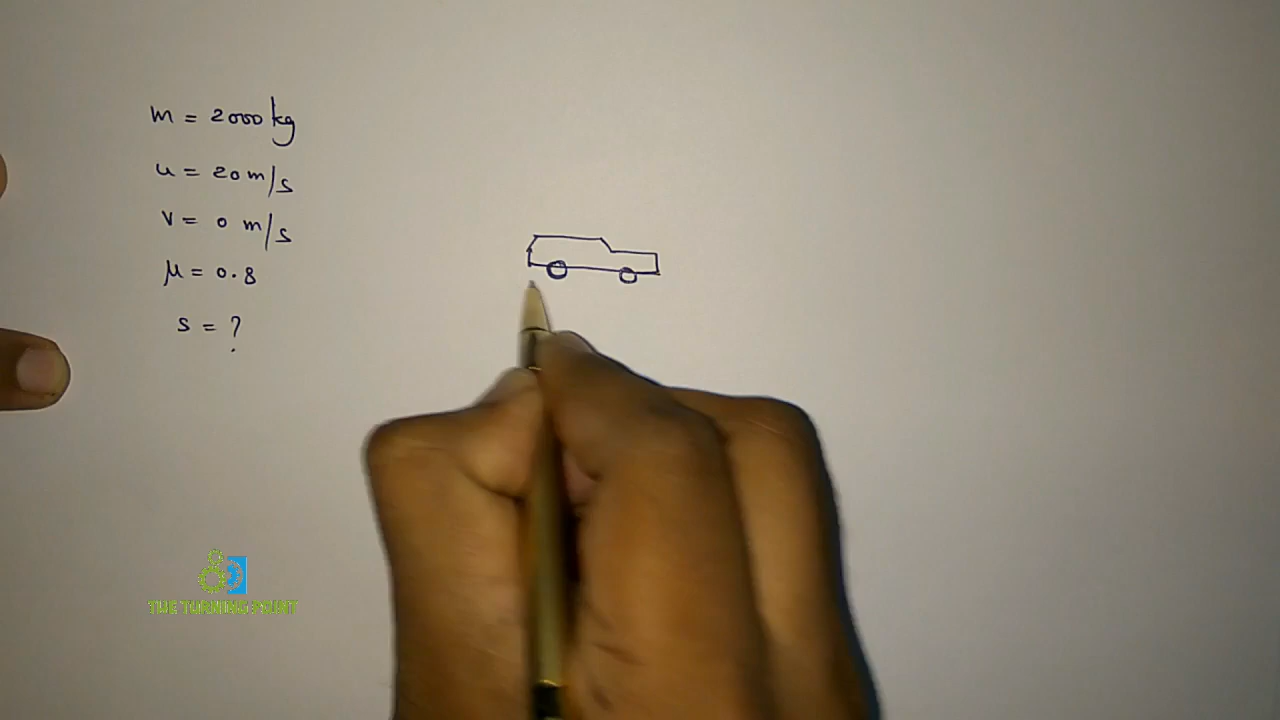 m = 2000 kg
u = 20 m/s
v = 0 m/s
μ = 0.8
s = ?
THE TURNING POINT